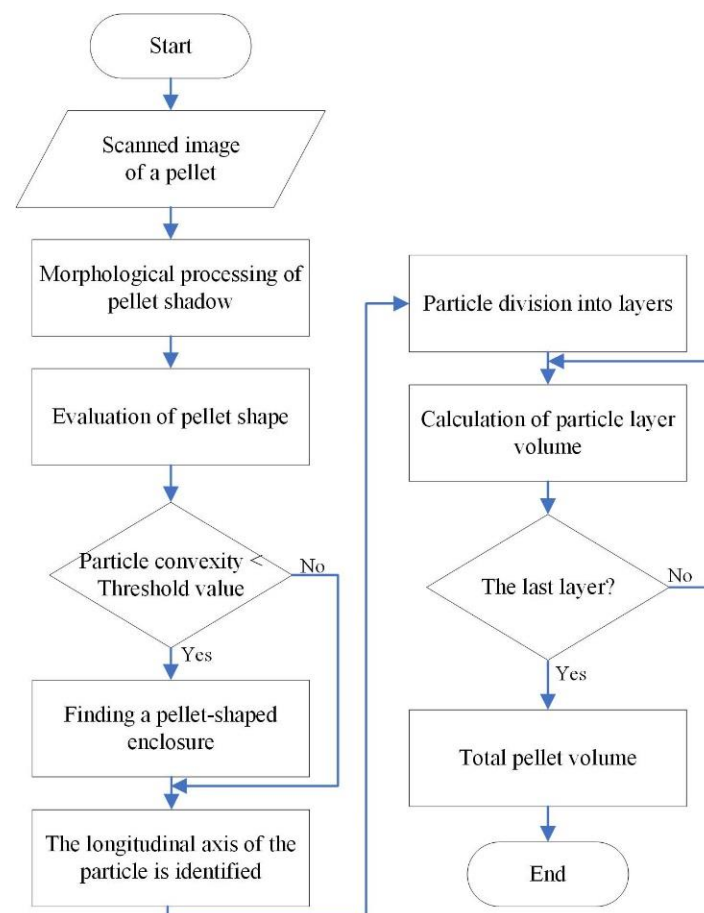 Start
Scanned image
of a pellet
Morphological processing of
pellet shadow
Evaluation of pellet shape
Particle convexity <
Threshold value
No
Yes
Finding a pellet-shaped
enclosure
The longitudinal axis of the
particle is identified
Particle division into layers
Calculation of particle layer
volume
The last layer?
No
Yes
Total pellet volume
End